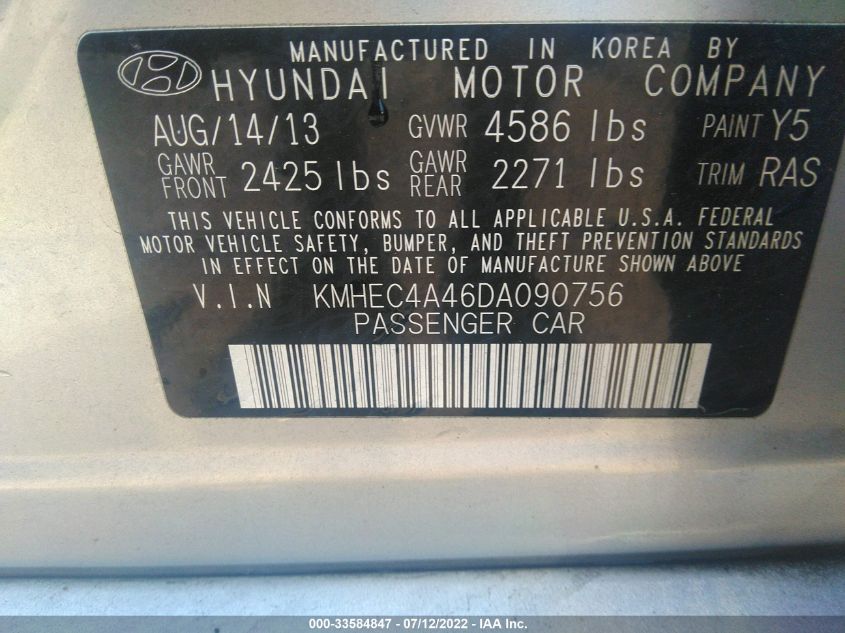 MANUFACTURED IN KOREA BY
HYUNDAI MOTOR COMPANY
AUG/14/13 GVWR 4586 lbs PAINT Y5
GAWR FRONT 2425 lbs GAWR REAR 2271 lbs TRIM RAS
THIS VEHICLE CONFORMS TO ALL APPLICABLE U.S.A. FEDERAL
MOTOR VEHICLE SAFETY, BUMPER, AND THEFT PREVENTION STANDARDS
IN EFFECT ON THE DATE OF MANUFACTURE SHOWN ABOVE
V.I.N KMHEC4A46DA090756
PASSENGER CAR
000-33584847 - 07/12/2022 - IAA Inc.